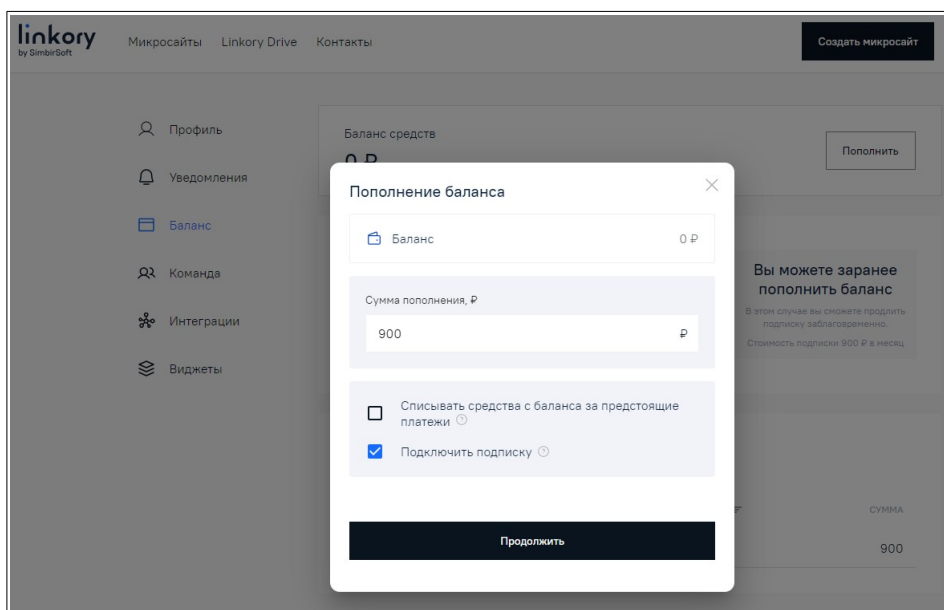 linkory
by SimbirSoft
Микросайты Linkory Drive Контакты
Создать микросайт
Профиль
Уведомления
Баланс
Команда
Интеграции
Виджеты
Баланс средств
0 ₽
Пополнить
Пополнение баланса
Баланс 0 ₽
Сумма пополнения, ₽
900 ₽
Списывать средства с баланса за предстоящие
платежи
Подключить подписку
Продолжить
Вы можете заранее
пополнить баланс
В этом случае вы сможете продлить
подписку заблаговременно.
Стоимость подписки 900 ₽ в месяц
СУММА
900